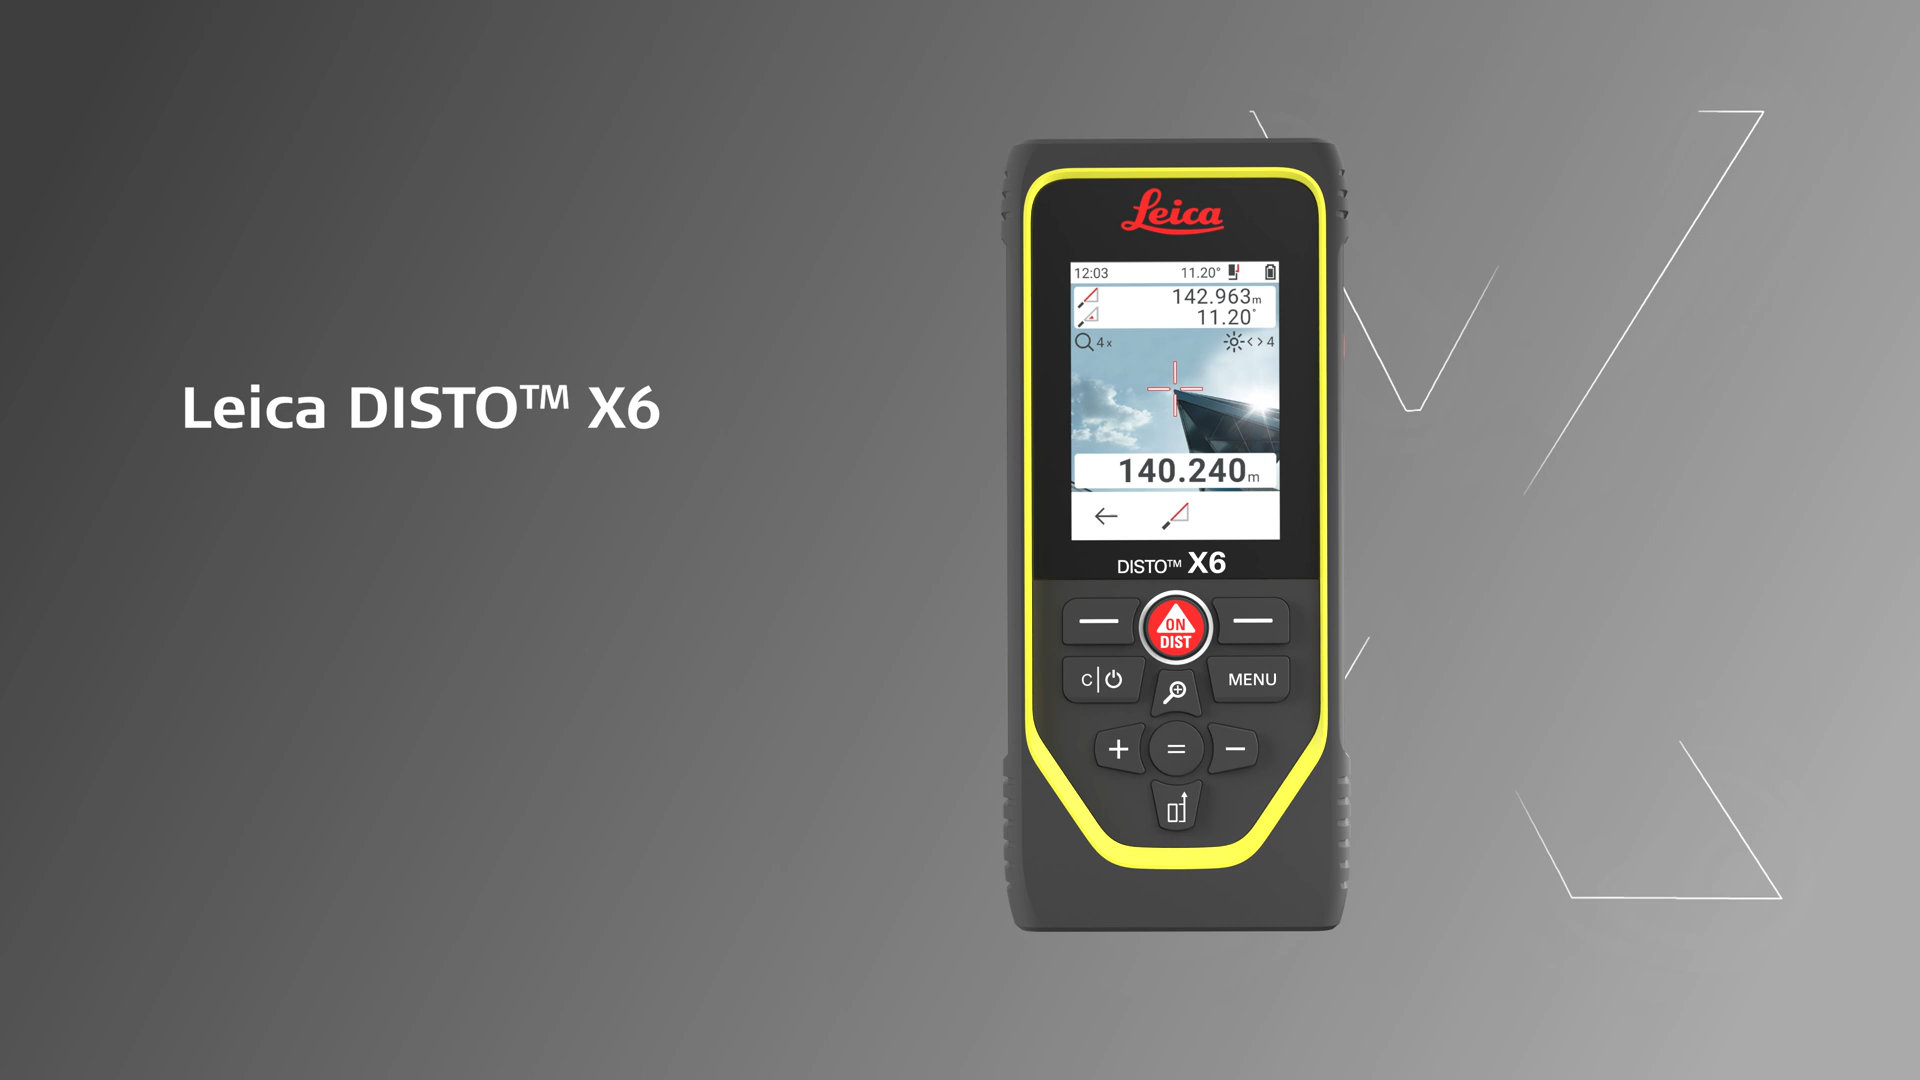 Leica DISTO™ X6
Leica
12:03 11.20°
142.963m
11.20°
4x <>4
140.240m
DISTO™ X6
ON
DIST
C|
MENU
+ = −